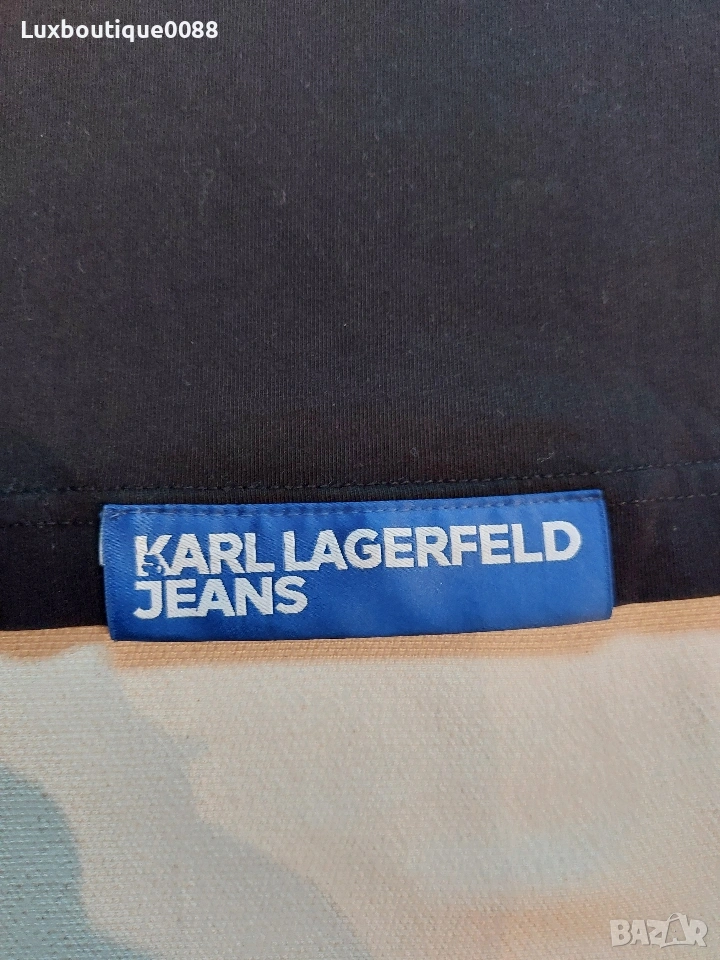 Luxboutique0088
KARL LAGERFELD
JEANS
BAZAR